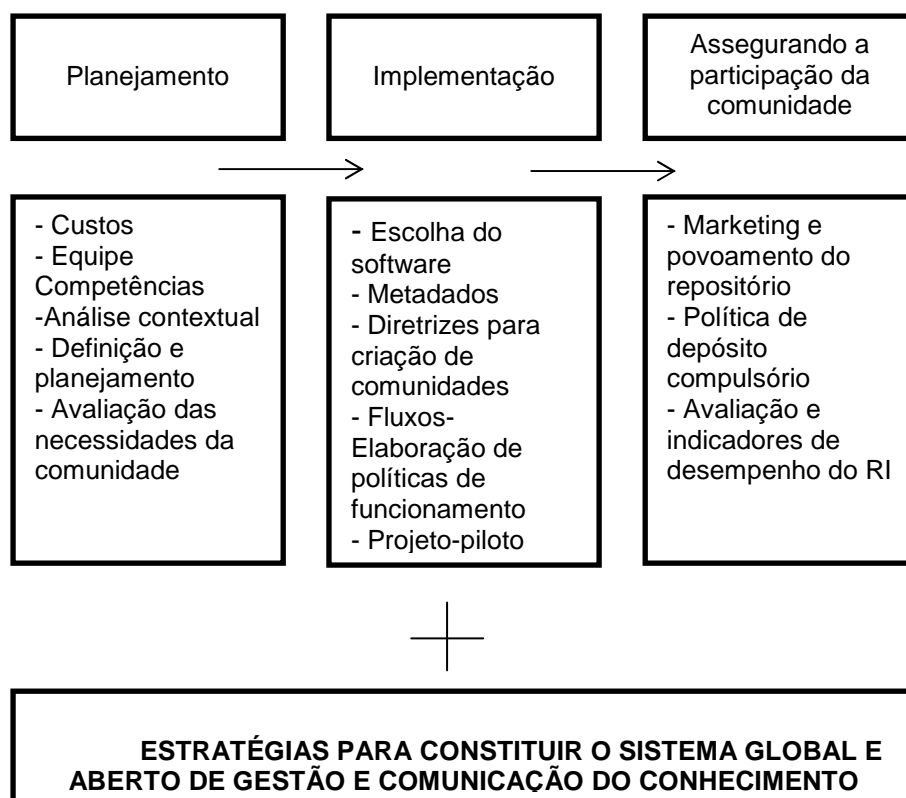 Planejamento
Implementação
Assegurando a
participação da
comunidade
- Custos
- Equipe
Competências
-Análise contextual
- Definição e
planejamento
- Avaliação das
necessidades da
comunidade
- Escolha do
software
- Metadados
- Diretrizes para
criação de
comunidades
- Fluxos-
Elaboração de
políticas de
funcionamento
- Projeto-piloto
- Marketing e
povoamento do
repositório
- Política de
depósito
compulsório
- Avaliação e
indicadores de
desempenho do RI
ESTRATÉGIAS PARA CONSTITUIR O SISTEMA GLOBAL E
ABERTO DE GESTÃO E COMUNICAÇÃO DO CONHECIMENTO